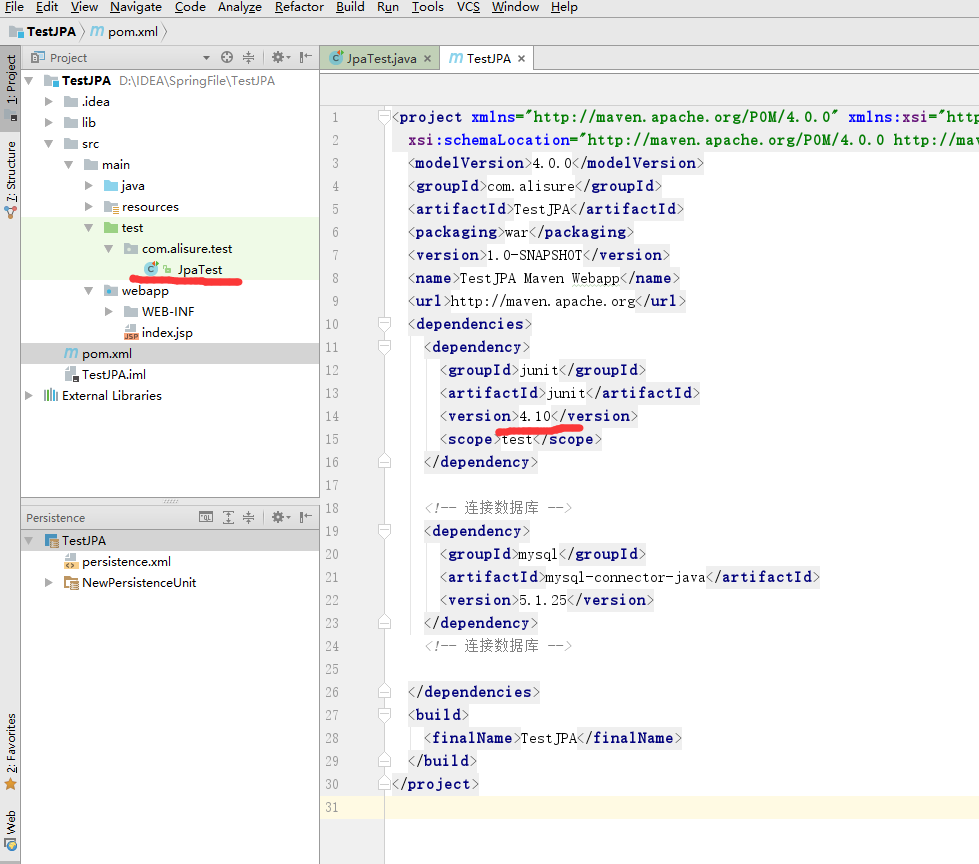 File Edit View Navigate Code Analyze Refactor Build Run Tools VCS Window Help
TestJPA pom.xml
1: Project
7: Structure
2: Favorites
Web
Project
TestJPA D:\IDEA\SpringFile\TestJPA
.idea
lib
src
main
java
resources
test
com.alisure.test
JpaTest
webapp
WEB-INF
index.jsp
pom.xml
TestJPA.iml
External Libraries
Persistence
TestJPA
persistence.xml
NewPersistenceUnit
JpaTest.java TestJPA
1 <project xmlns="http://maven.apache.org/POM/4.0.0" xmlns:xsi="http
2 xsi:schemaLocation="http://maven.apache.org/POM/4.0.0 http://mav
3 <modelVersion>4.0.0</modelVersion>
4 <groupId>com.alisure</groupId>
5 <artifactId>TestJPA</artifactId>
6 <packaging>war</packaging>
7 <version>1.0-SNAPSHOT</version>
8 <name>TestJPA Maven Webapp</name>
9 <url>http://maven.apache.org</url>
10 <dependencies>
11 <dependency>
12 <groupId>junit</groupId>
13 <artifactId>junit</artifactId>
14 <version>4.10</version>
15 <scope>test</scope>
16 </dependency>
17
18 <!-- 连接数据库 -->
19 <dependency>
20 <groupId>mysql</groupId>
21 <artifactId>mysql-connector-java</artifactId>
22 <version>5.1.25</version>
23 </dependency>
24 <!-- 连接数据库 -->
25
26 </dependencies>
27 <build>
28 <finalName>TestJPA</finalName>
29 </build>
30 </project>
31